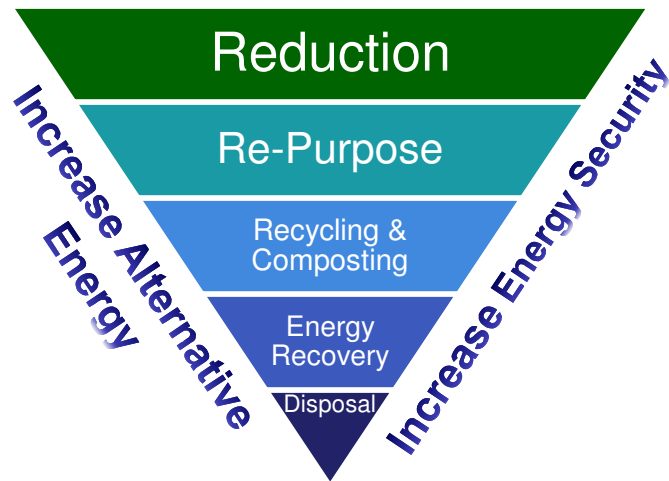 Reduction
Re-Purpose
Recycling &
Composting
Energy
Recovery
Disposal
Increase Alternative
Energy
Increase Energy Security